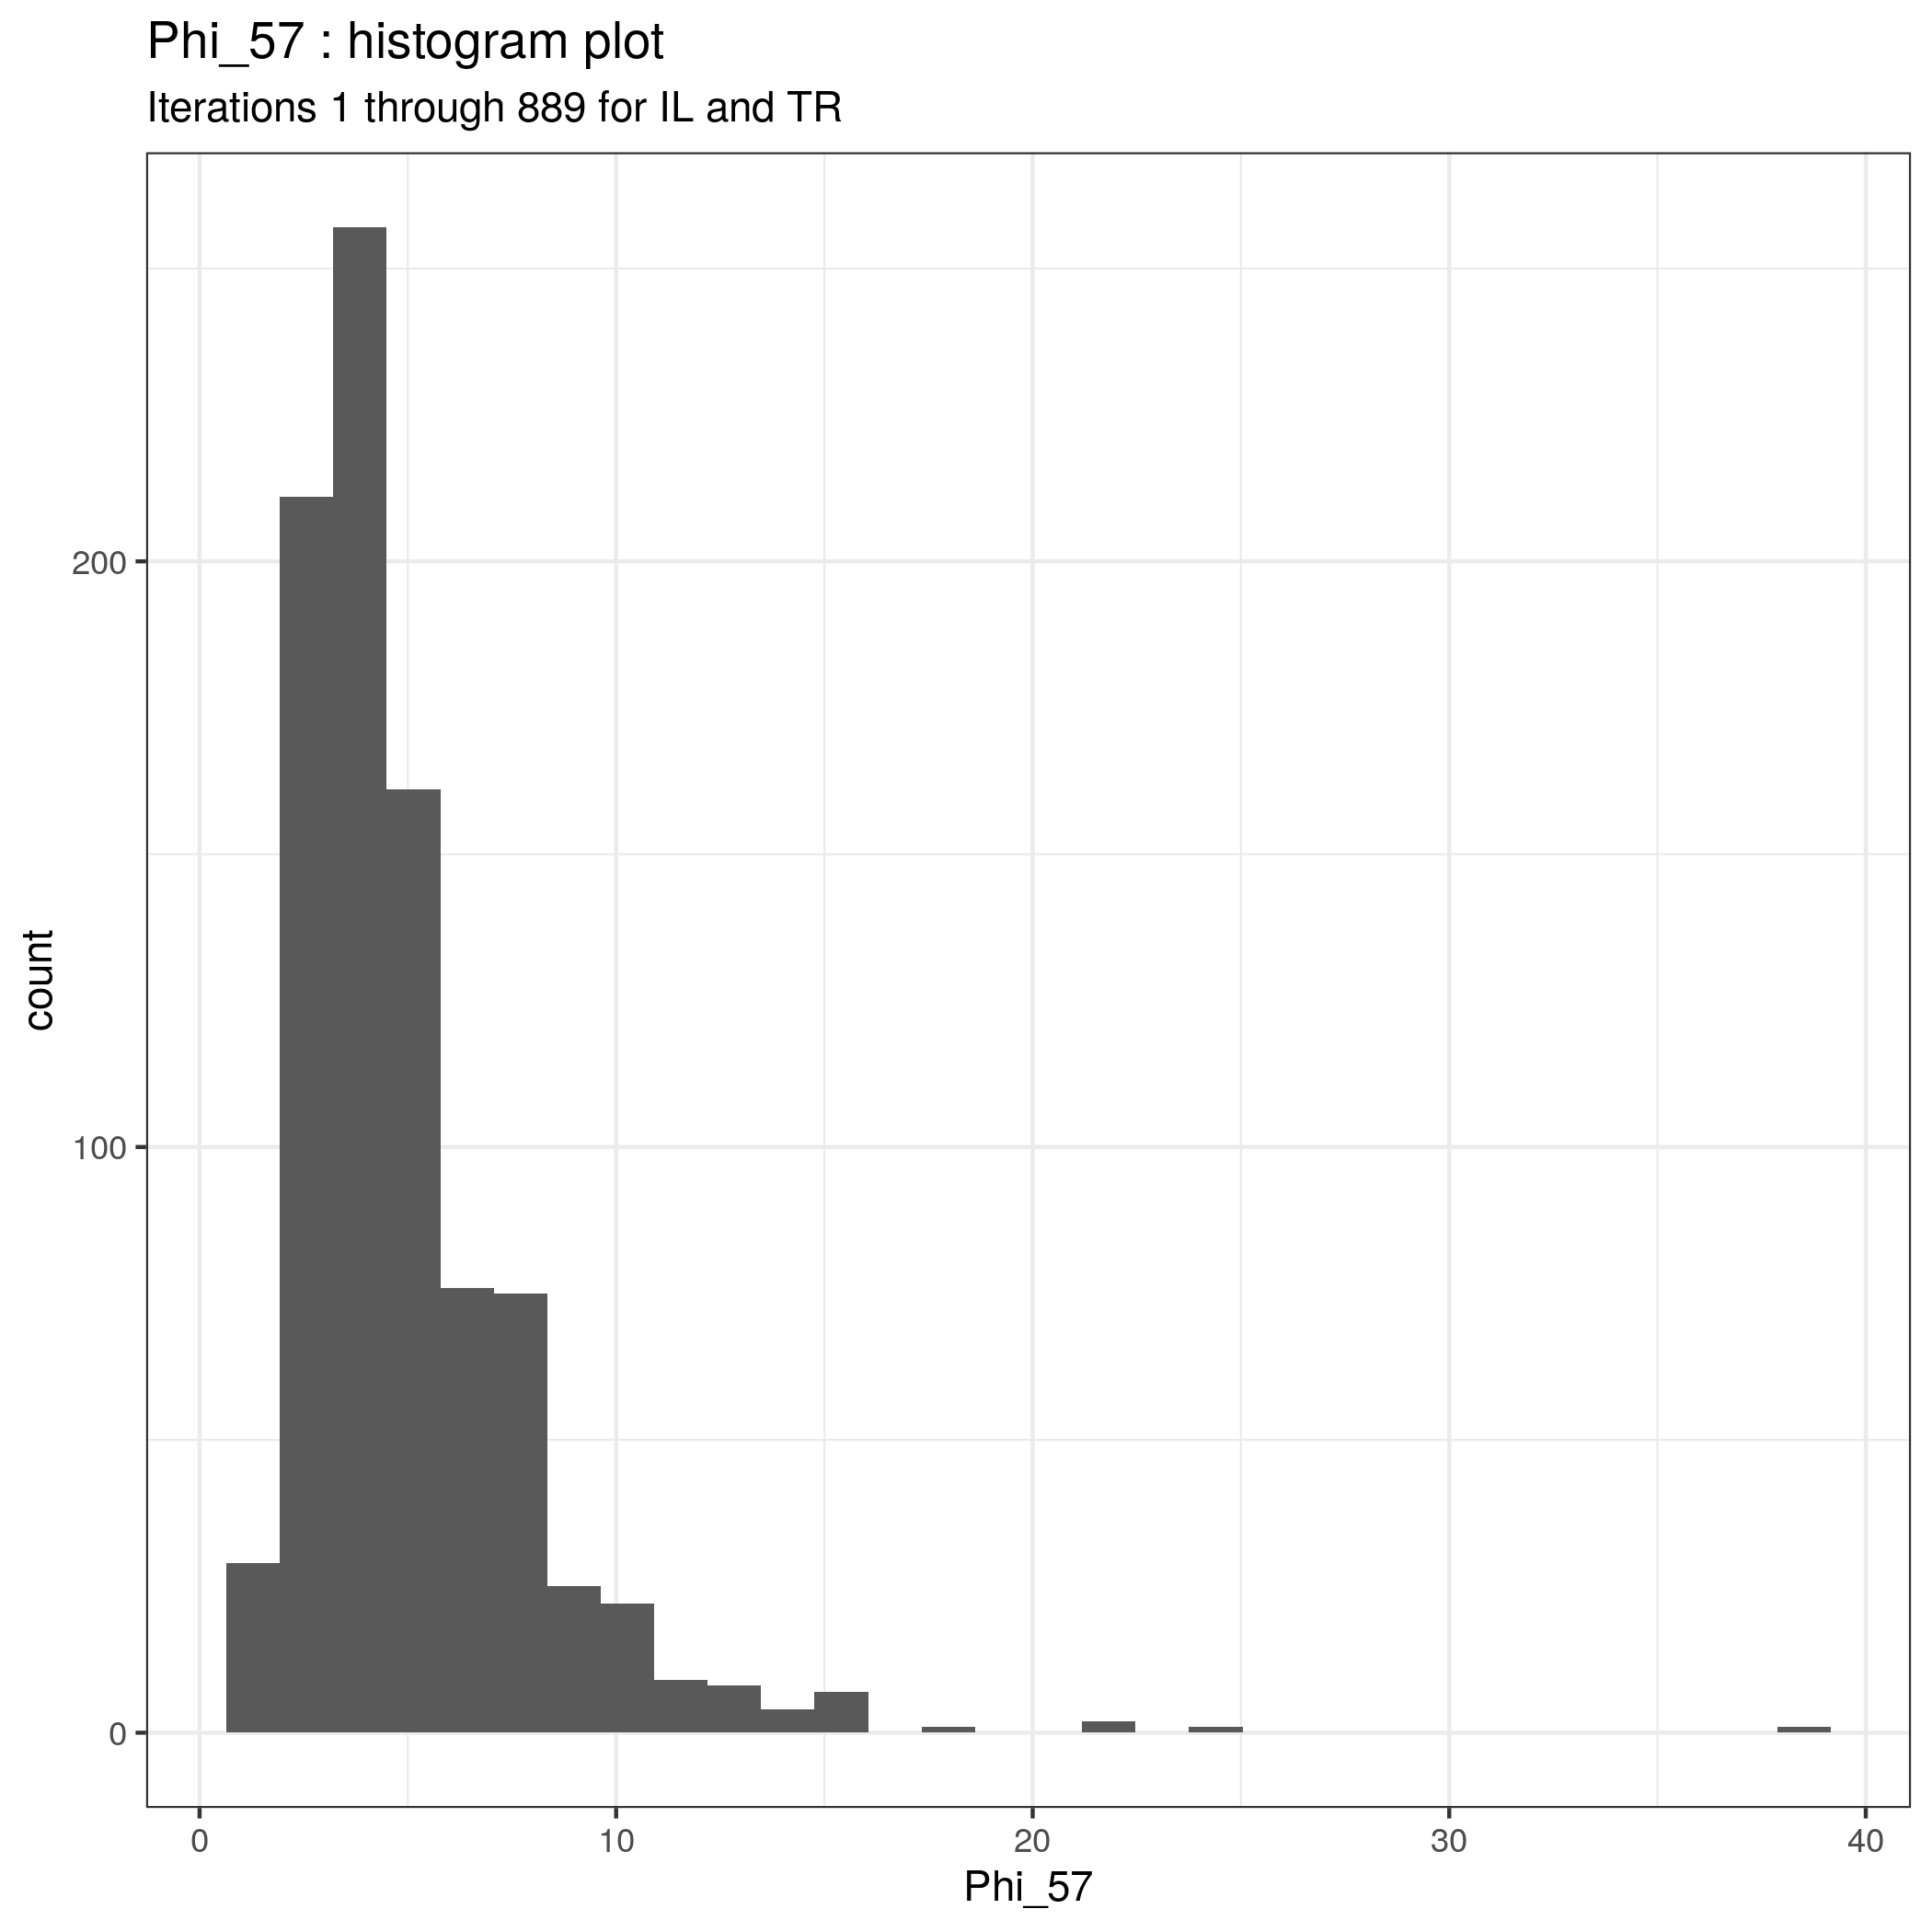 Phi_57 : histogram plot
Iterations 1 through 889 for IL and TR
count
200
100
0
0 10 20 30 40
Phi_57